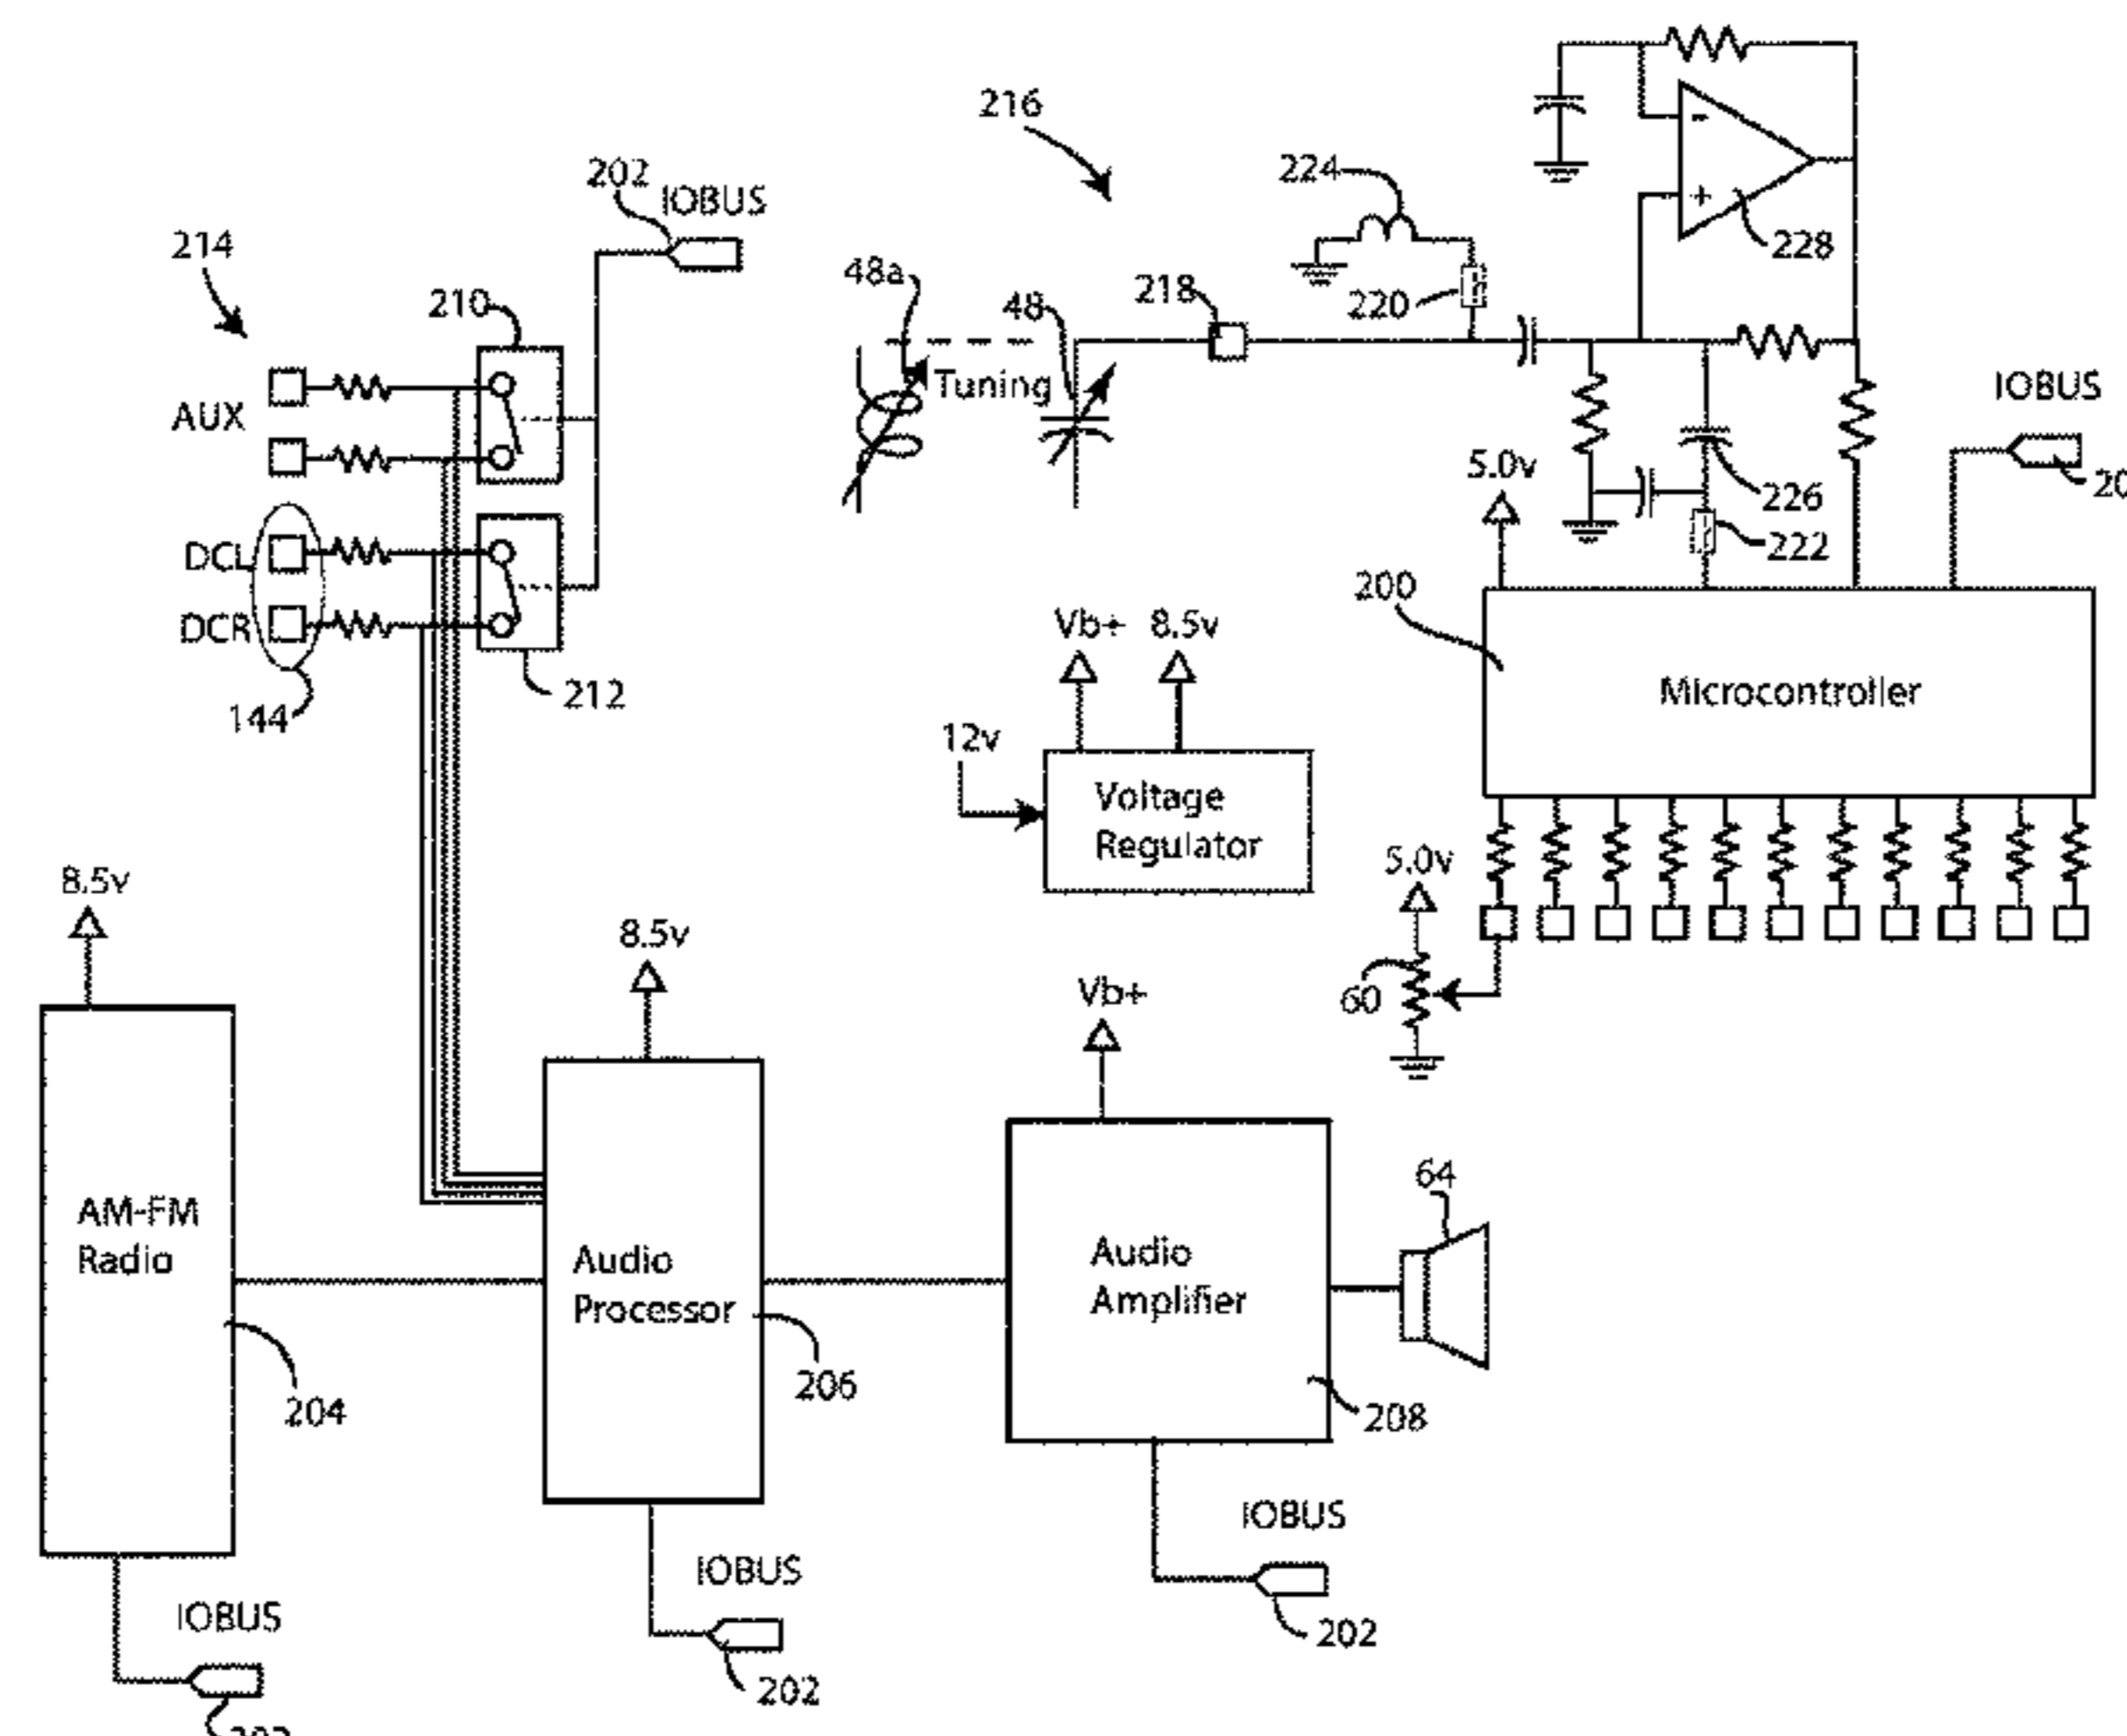 216
224
-
+
228
202
IOBUS
214
48a
48
218
220
210
Tuning
IOBUS
AUX
5.0v
226
20
222
DCL
DCR
200
Vb+
8.5v
144
212
12v
Microcontroller
Voltage
Regulator
5.0v
8.5v
8.5v
60
Vb+
64
AM-FM
Radio
Audio
Processor
Audio
Amplifier
206
204
208
IOBUS
IOBUS
IOBUS
202
202